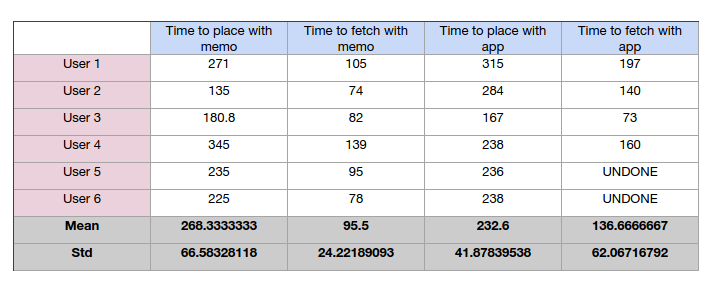 Time to place with memo Time to fetch with memo Time to place with app Time to fetch with app
User 1 271 105 315 197
User 2 135 74 284 140
User 3 180.8 82 167 73
User 4 345 139 238 160
User 5 235 95 236 UNDONE
User 6 225 78 238 UNDONE
Mean 268.3333333 95.5 232.6 136.6666667
Std 66.58328118 24.22189093 41.87839538 62.06716792